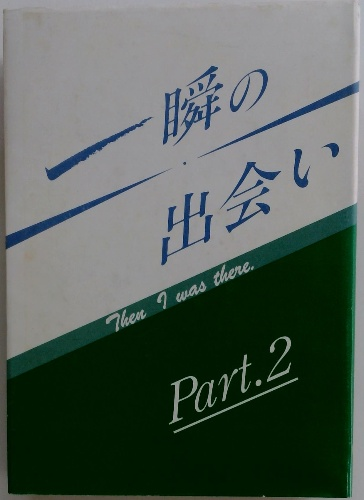 一瞬の
出会い
Then I was there.
Part.2